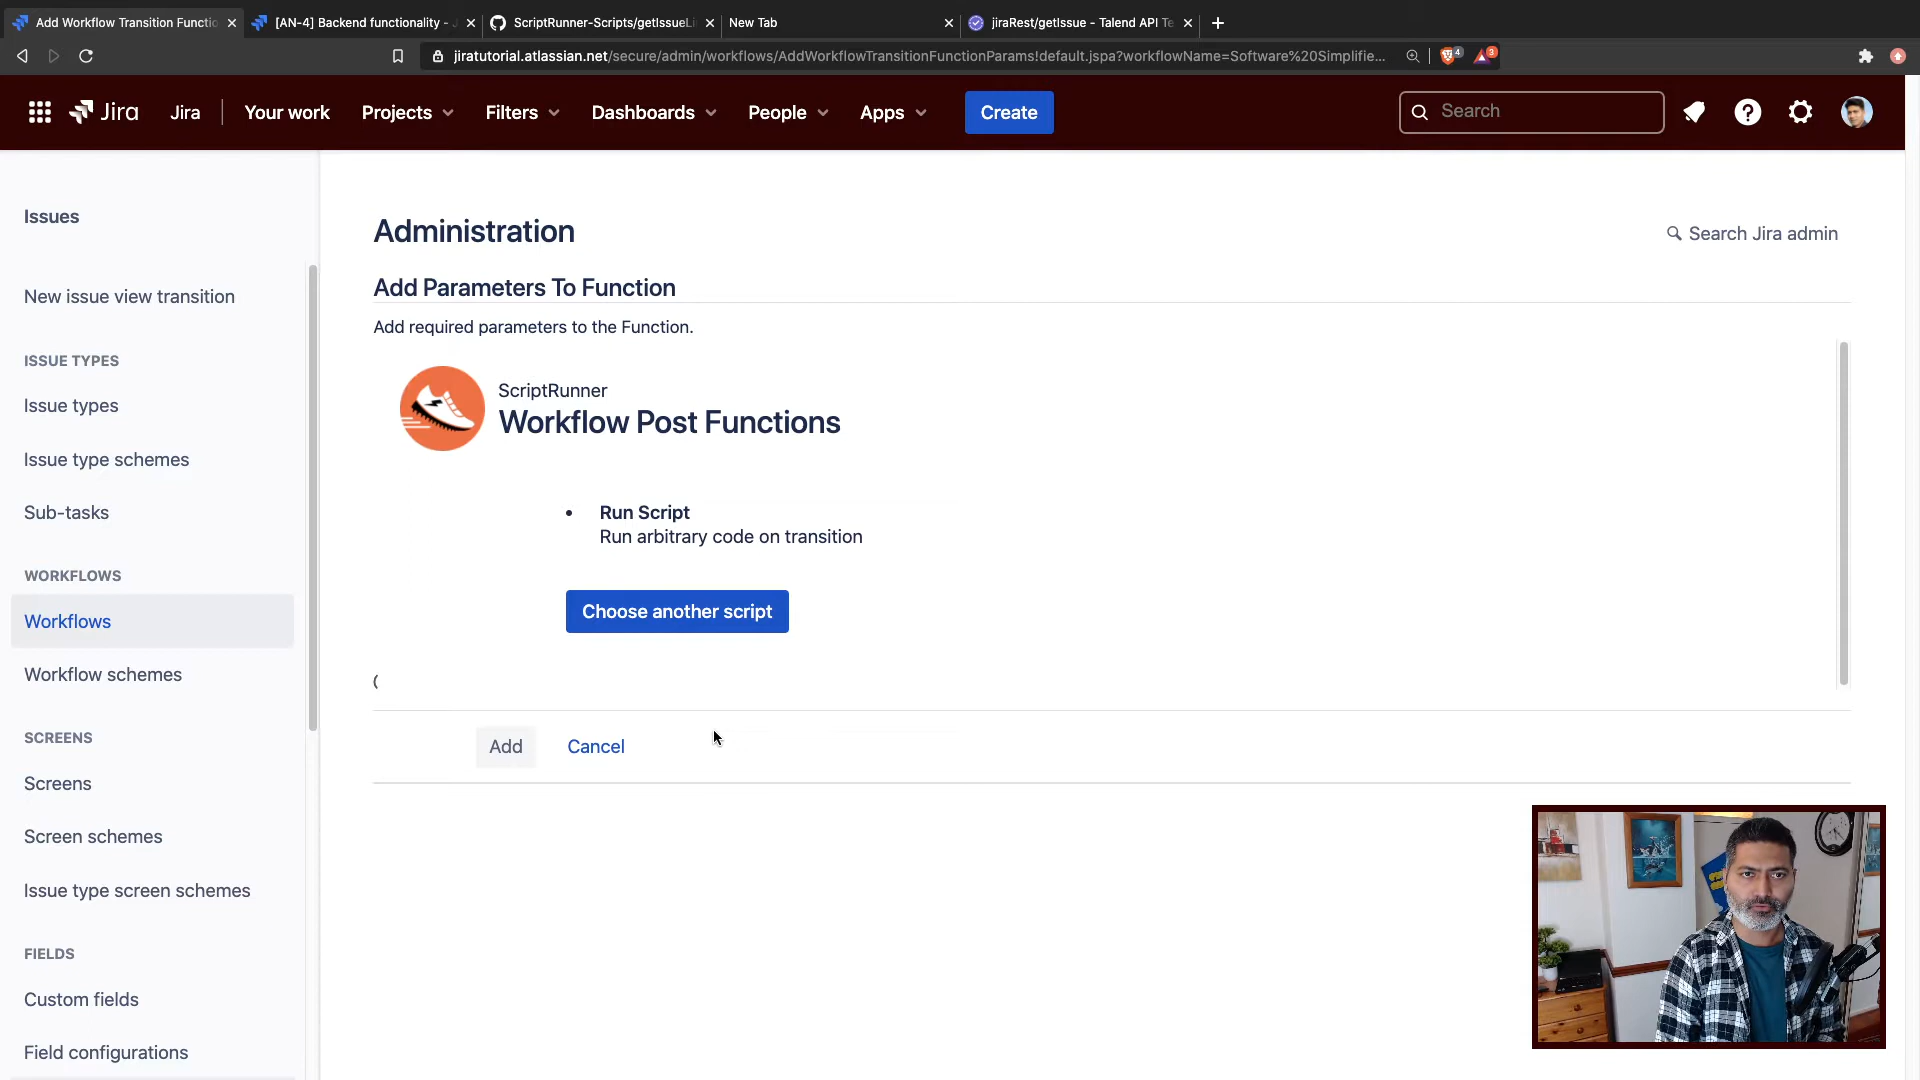 Add Workflow Transition Functio
[AN-4] Backend functionality - J
ScriptRunner-Scripts/getIssueLi
New Tab
jiraRest/getIssue - Talend API Te
jiratutorial.atlassian.net/secure/admin/workflows/AddWorkflowTransitionFunctionParams!default.jspa?workflowName=Software%20Simplifie...
4
3
Jira
Jira
Your work
Projects
Filters
Dashboards
People
Apps
Create
Search
Issues
New issue view transition
ISSUE TYPES
Issue types
Issue type schemes
Sub-tasks
WORKFLOWS
Workflows
Workflow schemes
SCREENS
Screens
Screen schemes
Issue type screen schemes
FIELDS
Custom fields
Field configurations
Administration
Search Jira admin
Add Parameters To Function
Add required parameters to the Function.
ScriptRunner
Workflow Post Functions
• Run Script
Run arbitrary code on transition
Choose another script
(
Add
Cancel